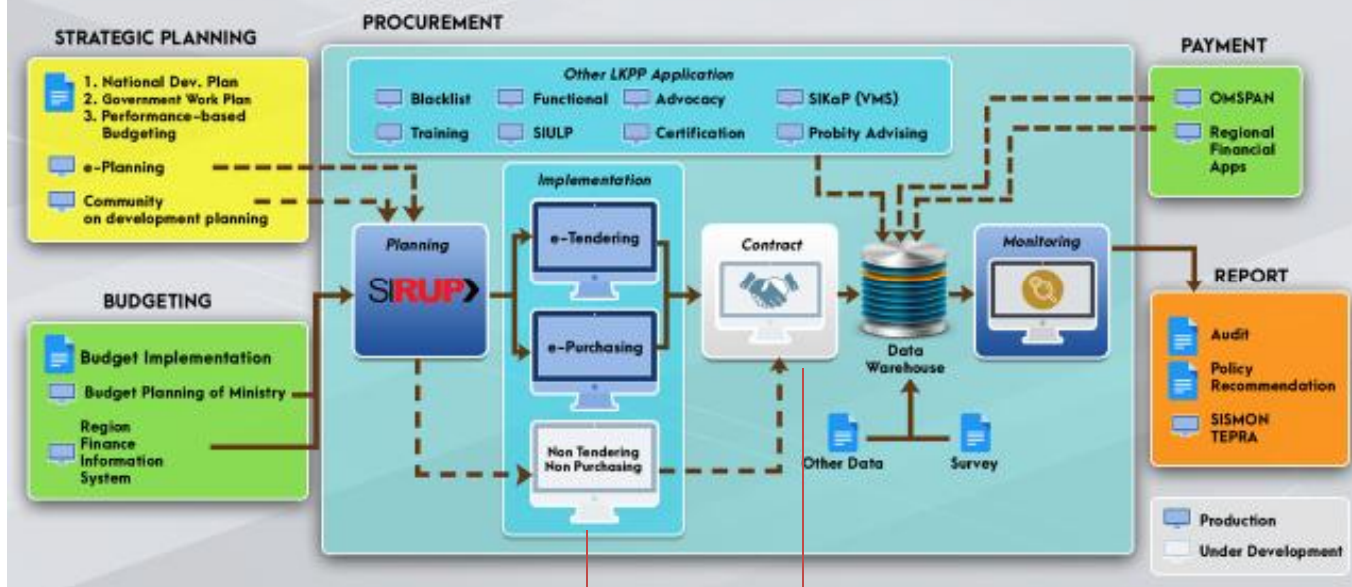 PROCUREMENT
STRATEGIC PLANNING
1. National Dev. Plan
2. Government Work Plan
3. Performance-based
Budgeting
e-Planning
Community
on development planning
Other LKPP Application
Blacklist
Functional
Advocacy
SIKaP (VMS)
Training
SIULP
Certification
Probity Advising
PAYMENT
OMSPAN
Regional
Financial
Apps
Planning
SIRUP
Implementation
e-Tendering
e-Purchasing
Non Tendering
Non Purchasing
Contract
Data
Warehouse
Other Data
Survey
Monitoring
BUDGETING
Budget Implementation
Budget Planning of Ministry
Region
Finance
Information
System
REPORT
Audit
Policy
Recommendation
SISMON
TEPRA
Production
Under Development